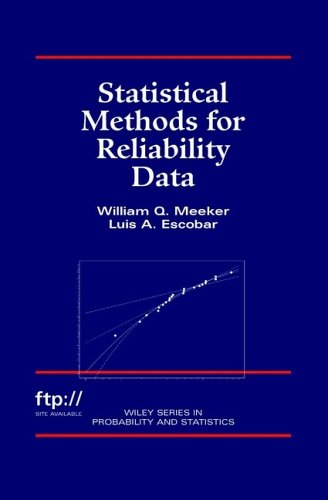 Statistical
Methods for
Reliability
Data
William Q. Meeker
Luis A. Escobar
ftp://
SITE AVAILABLE
WILEY SERIES IN
PROBABILITY AND STATISTICS